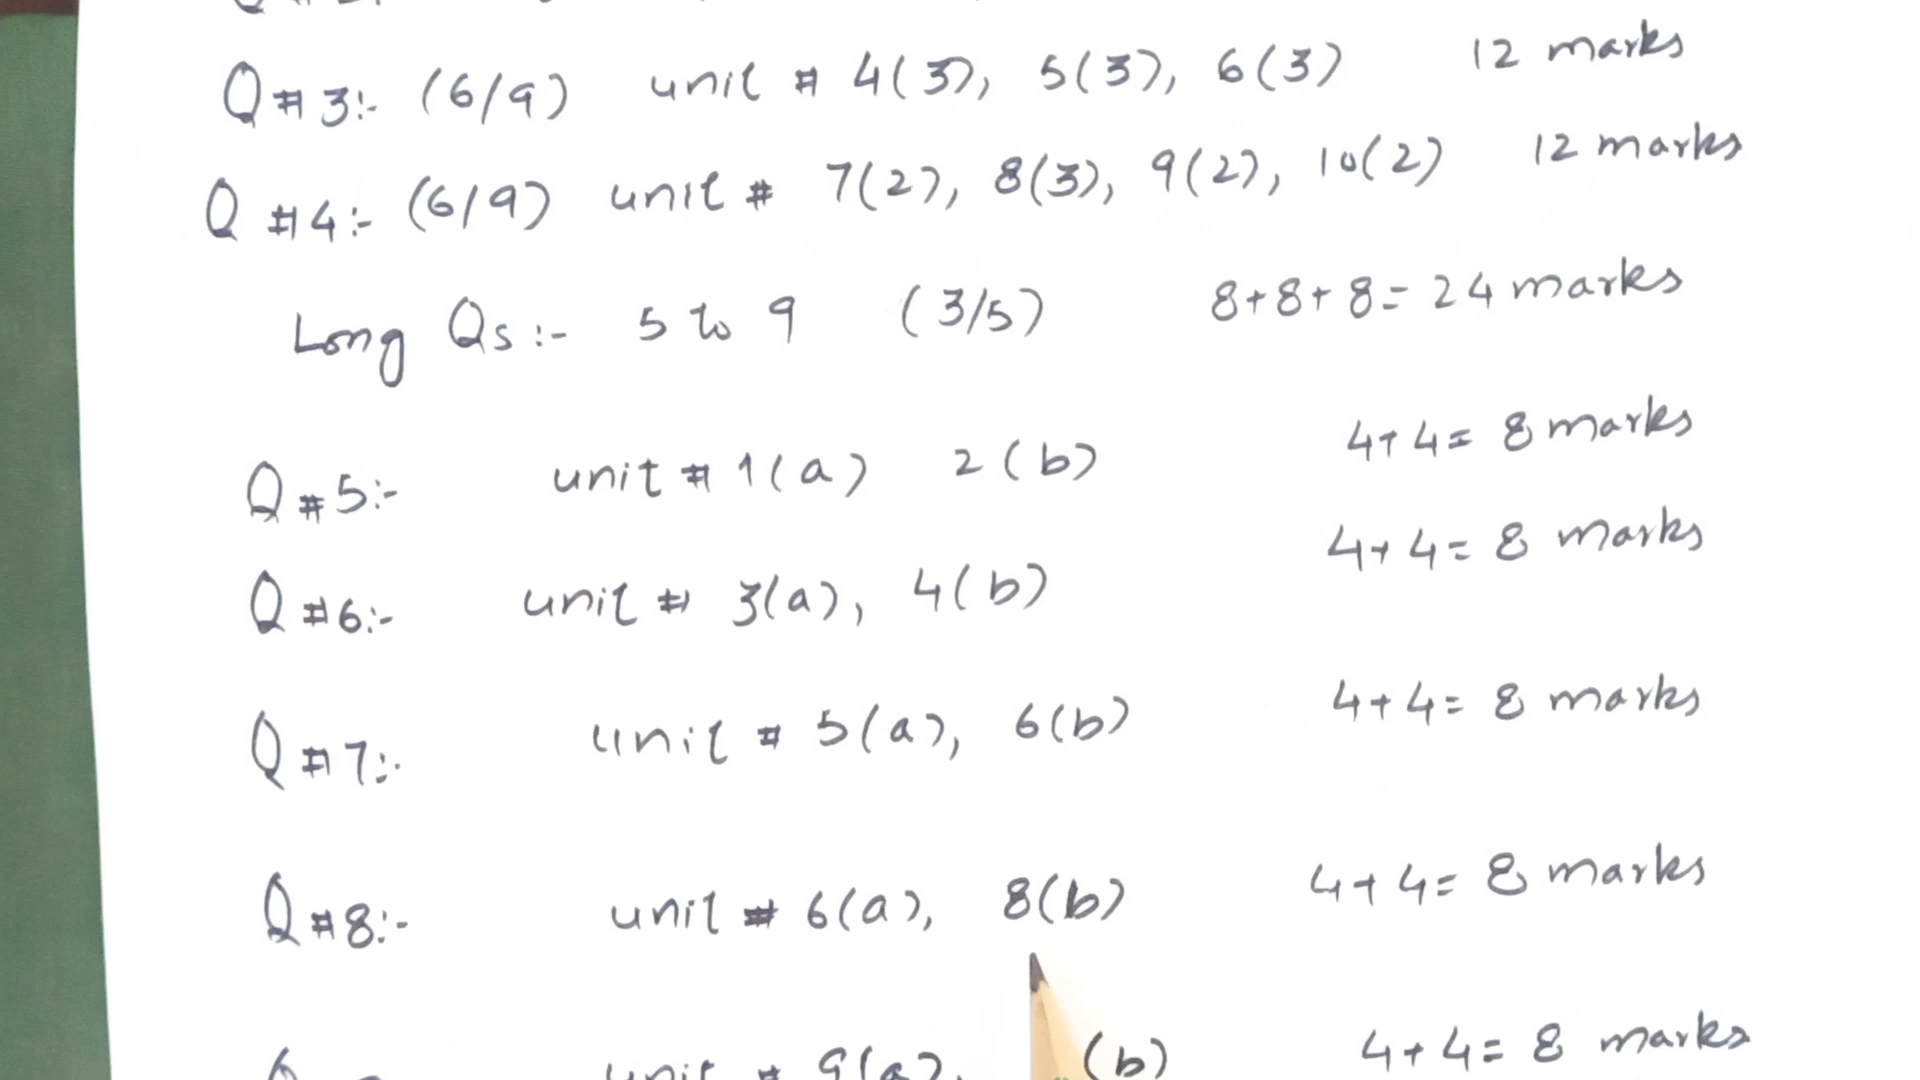 Q#3:- (6/9) unit # 4(3), 5(3), 6(3) 12 marks
Q #4:- (6/9) unit # 7(2), 8(3), 9(2), 10(2) 12 marks
Long Qs:- 5 to 9 (3/5) 8+8+8= 24 marks
Q#5:- unit # 1(a) 2(b) 4+4= 8 marks
Q #6:- unit # 3(a), 4(b) 4+4= 8 marks
Q#7:- unit # 5(a), 6(b) 4+4= 8 marks
Q#8:- unit # 6(a), 8(b) 4+4= 8 marks
unit # 9(a), (b) 4+4= 8 marks